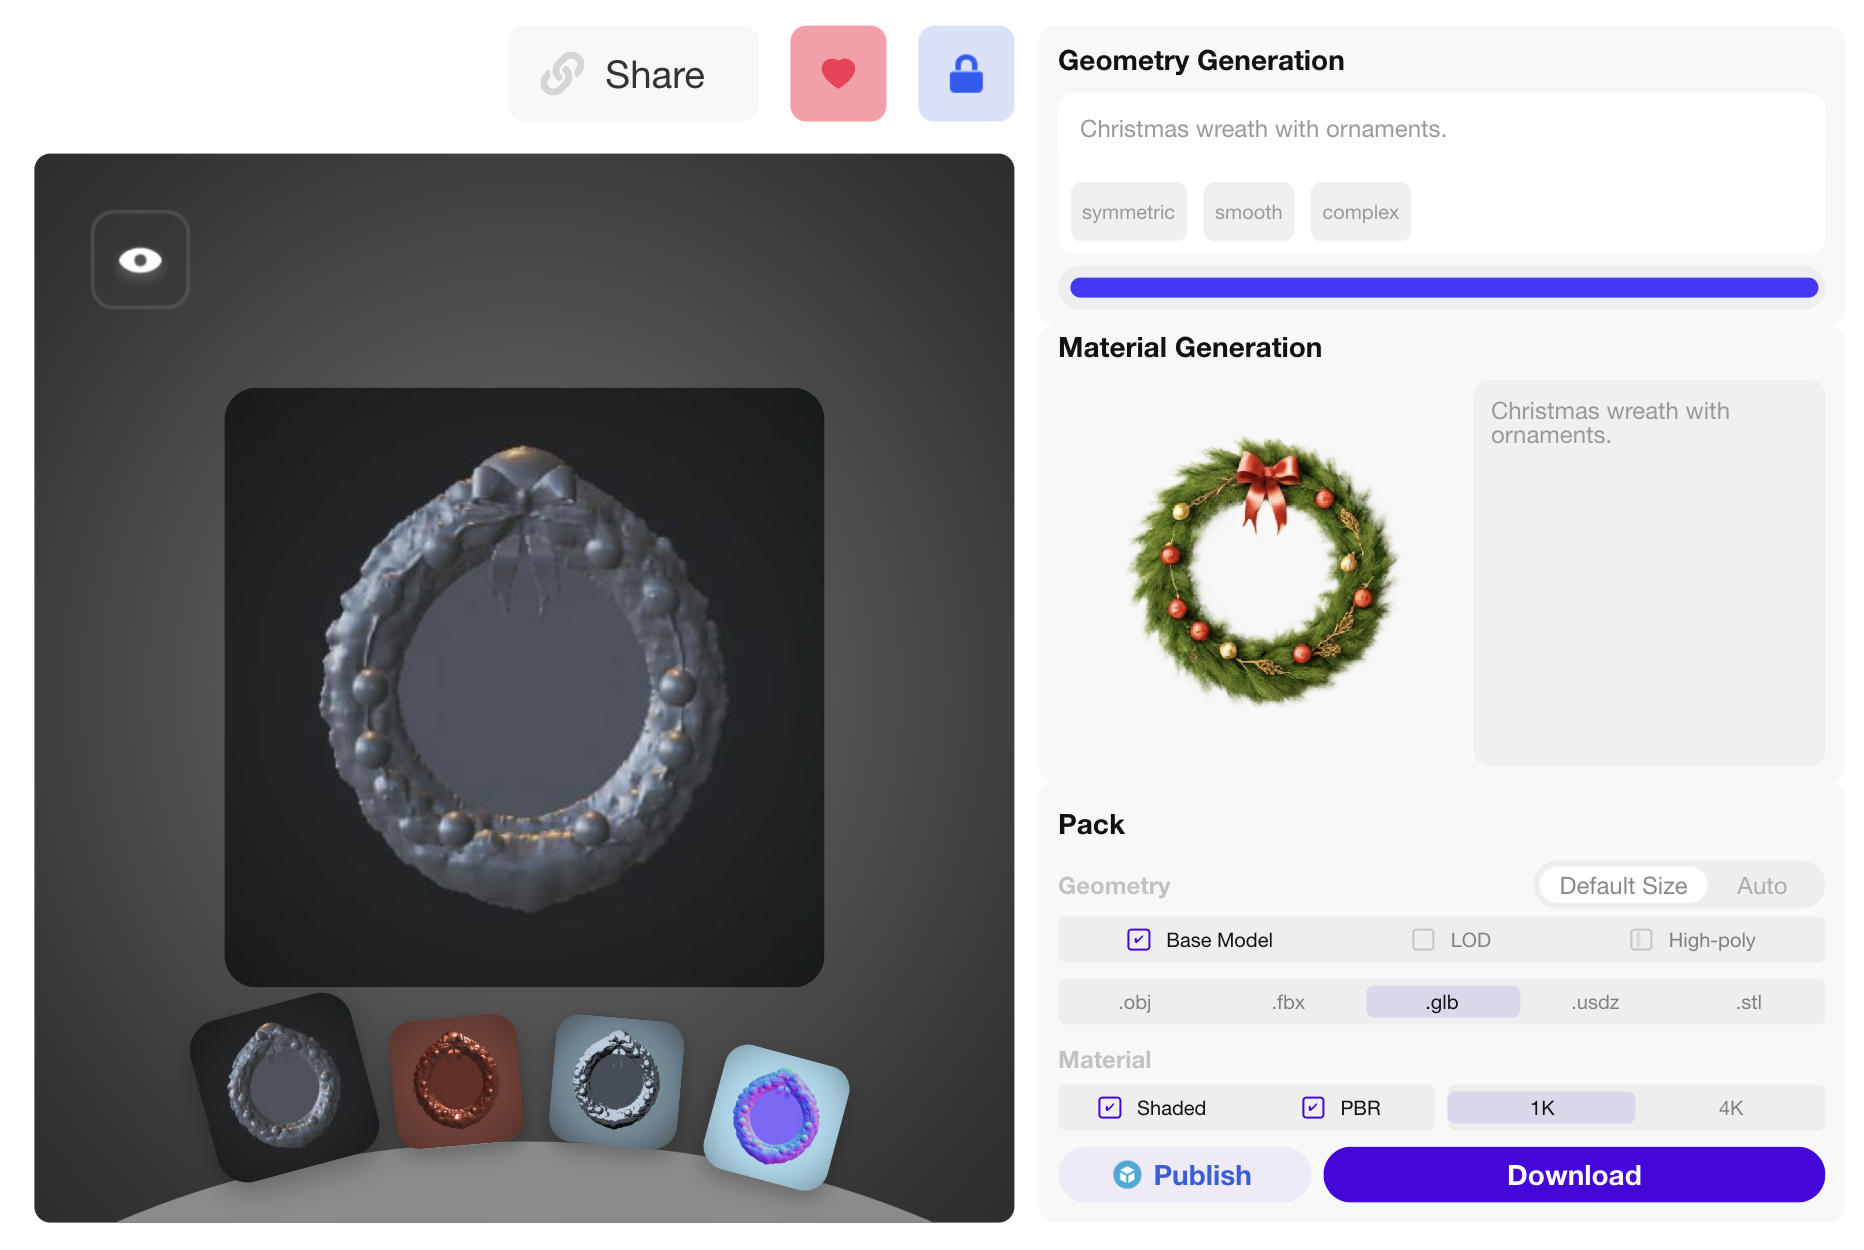 Share
Geometry Generation
Christmas wreath with ornaments.
symmetric smooth complex
Material Generation
Christmas wreath with
ornaments.
Pack
Geometry
Default Size Auto
Base Model LOD High-poly
.obj .fbx .glb .usdz .stl
Material
Shaded PBR 1K 4K
Publish Download